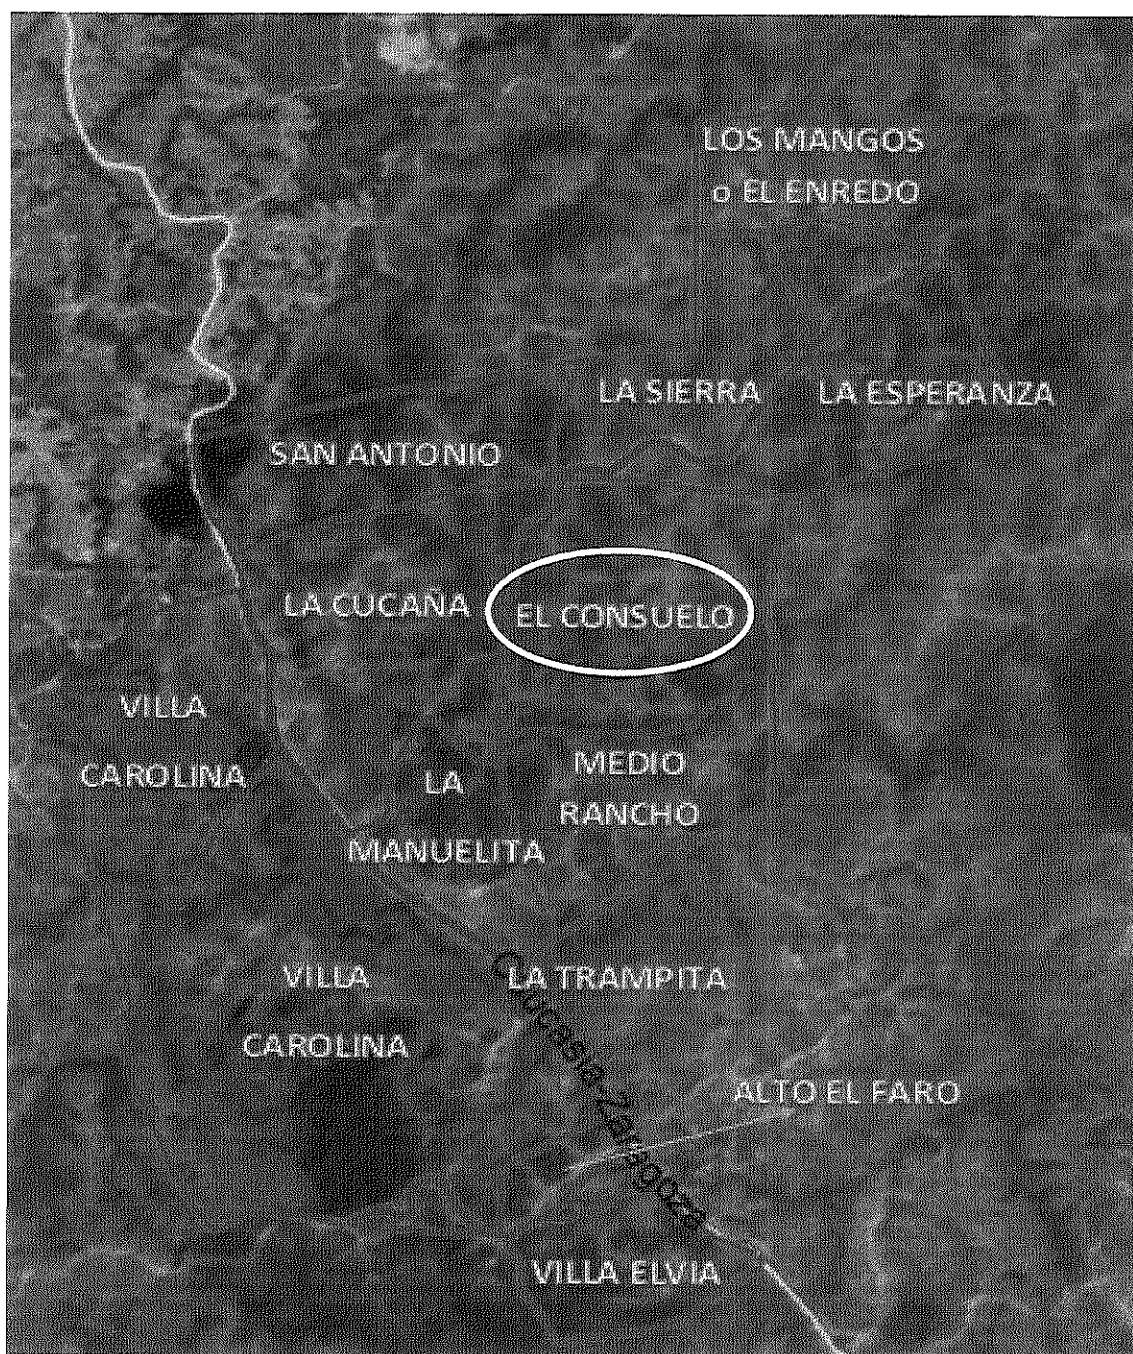 LOS MANGOS
o EL ENREDO
LA SIERRA
LA ESPERANZA
SAN ANTONIO
LA CUCAÑA
EL CONSUELO
VILLA
CAROLINA
MEDIO
RANCHO
LA
MANUELITA
VILLA
CAROLINA
LA TRAMPITA
Caucasia-Zaragoza
ALTO EL FARO
VILLA ELVIA